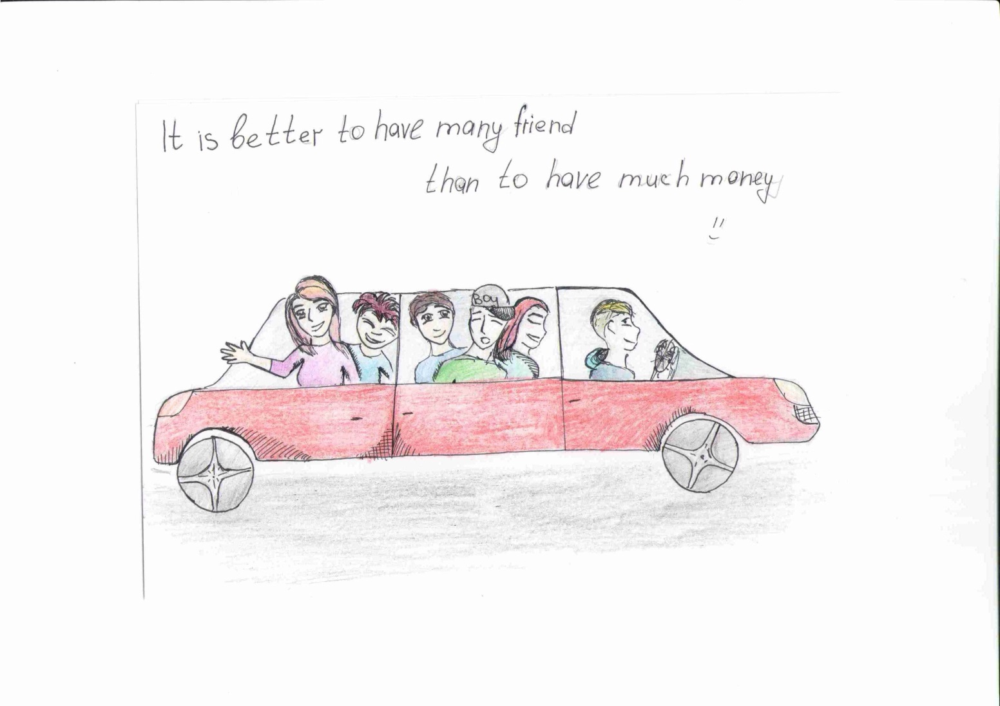 It is better to have many friend
than to have much money
Boy